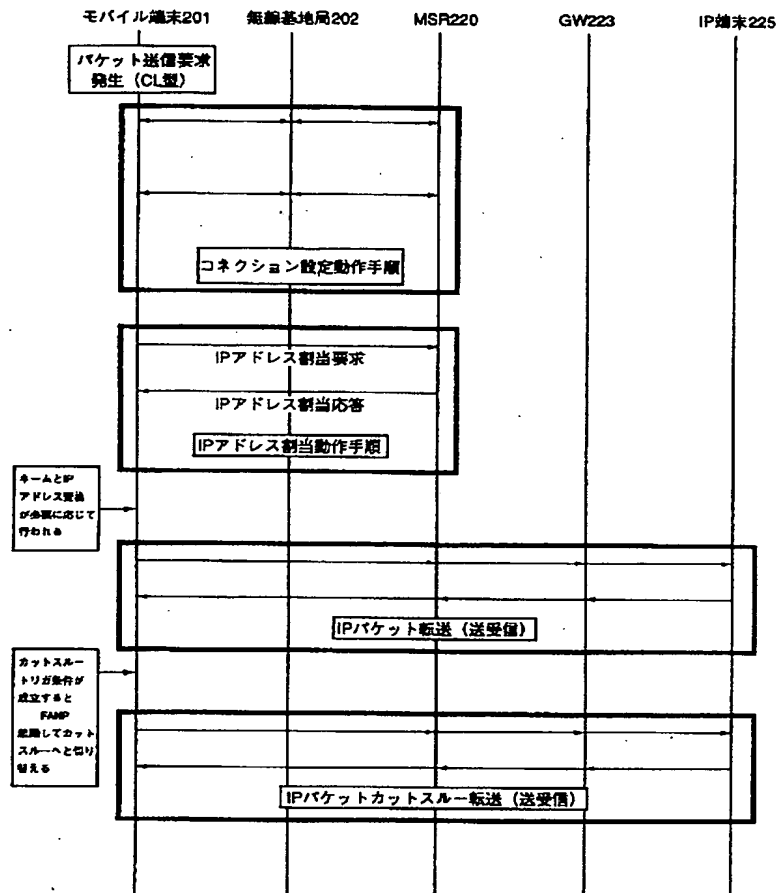 モバイル端末201
無線基地局202
MSR220
GW223
IP端末225
パケット送信要求
発生（CL型）
コネクション設定動作手順
IPアドレス割当要求
IPアドレス割当応答
IPアドレス割当動作手順
ネームとIP
アドレス変換
が必要に応じて
行われる
IPパケット転送（送受信）
カットスルー
トリガ条件が
成立すると
FANP
起動してカット
スルーへと切り
替える
IPパケットカットスルー転送（送受信）